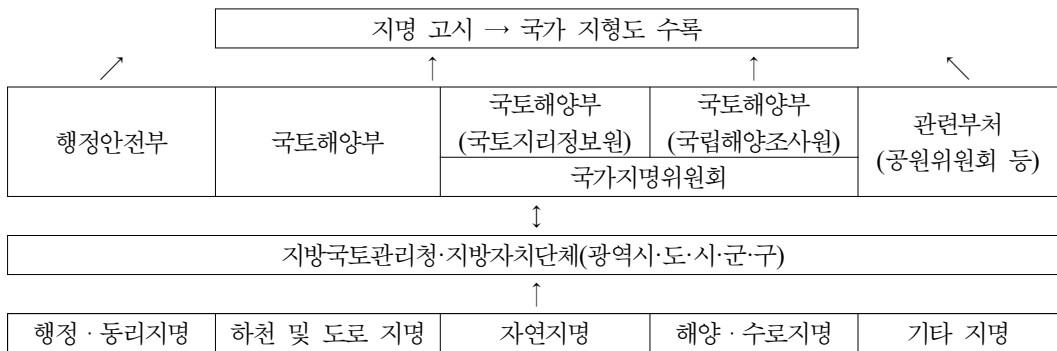 지명 고시 → 국가 지형도 수록
↗ ↑ ↑ ↖
행정안전부
국토해양부
국토해양부
(국토지리정보원)
국토해양부
(국립해양조사원)
국가지명위원회
관련부처
(공원위원회 등)
↕
지방국토관리청·지방자치단체(광역시·도·시·군·구)
↑
행정·동리지명
하천 및 도로 지명
자연지명
해양·수로지명
기타 지명